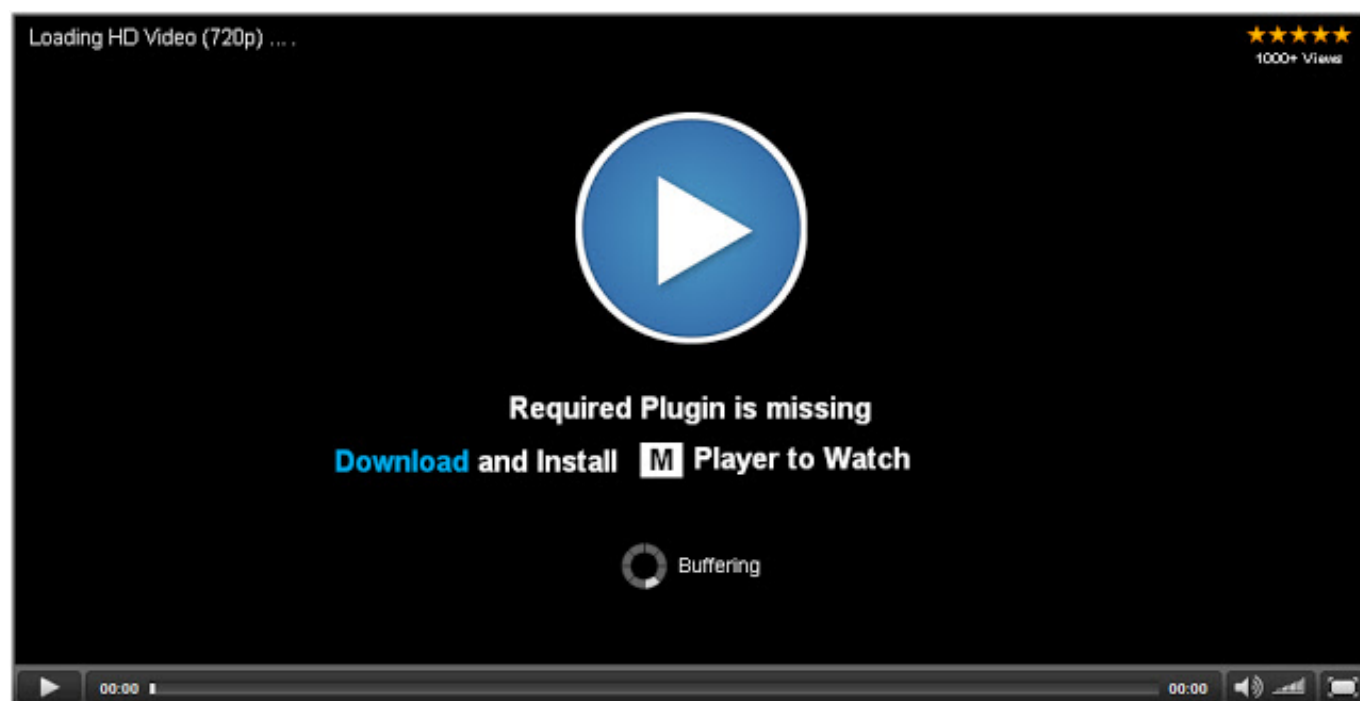 Loading HD Video (720p) ... .
1000+ Views
Required Plugin is missing
Download and Install M Player to Watch
Buffering
00:00 00:00